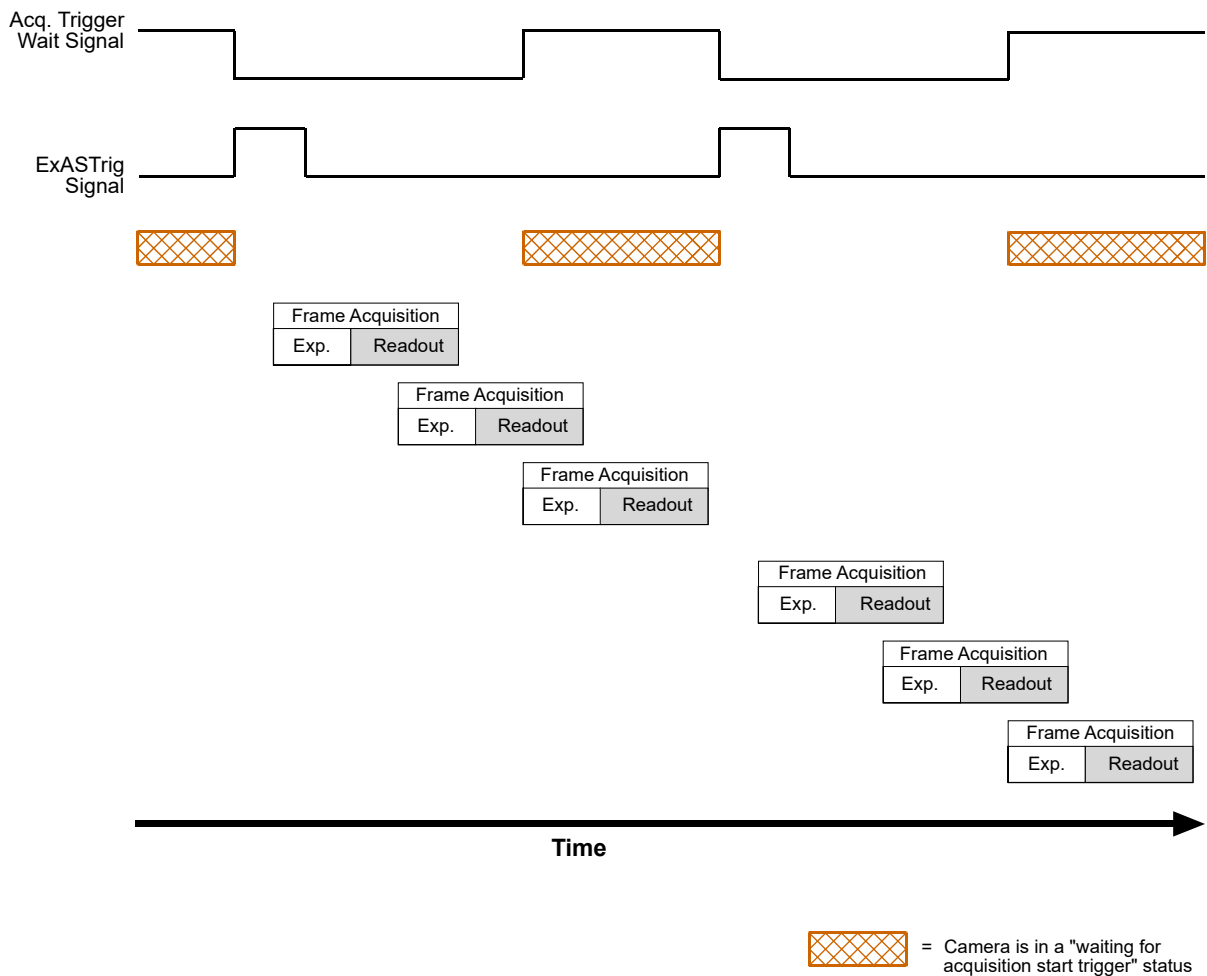 Acq. Trigger
Wait Signal
ExASTrig
Signal
Frame Acquisition
Exp. Readout
Frame Acquisition
Exp. Readout
Frame Acquisition
Exp. Readout
Frame Acquisition
Exp. Readout
Frame Acquisition
Exp. Readout
Frame Acquisition
Exp. Readout
Time
= Camera is in a "waiting for
acquisition start trigger" status